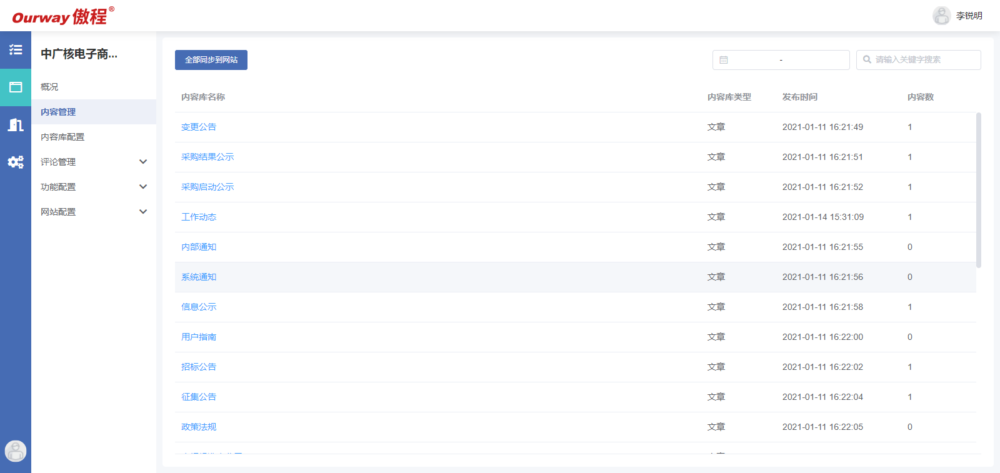 Ourway 傲程®
李锐明
中广核电子商...
概况
内容管理
内容库配置
评论管理
功能配置
网站配置
全部同步到网站
-
请输入关键字搜索
内容库名称 内容库类型 发布时间 内容数
变更公告 文章 2021-01-11 16:21:49 1
采购结果公示 文章 2021-01-11 16:21:51 1
采购启动公示 文章 2021-01-11 16:21:52 1
工作动态 文章 2021-01-14 15:31:09 1
内部通知 文章 2021-01-11 16:21:55 0
系统通知 文章 2021-01-11 16:21:56 0
信息公示 文章 2021-01-11 16:21:58 1
用户指南 文章 2021-01-11 16:22:00 0
招标公告 文章 2021-01-11 16:22:02 1
征集公告 文章 2021-01-11 16:22:04 1
政策法规 文章 2021-01-11 16:22:05 0